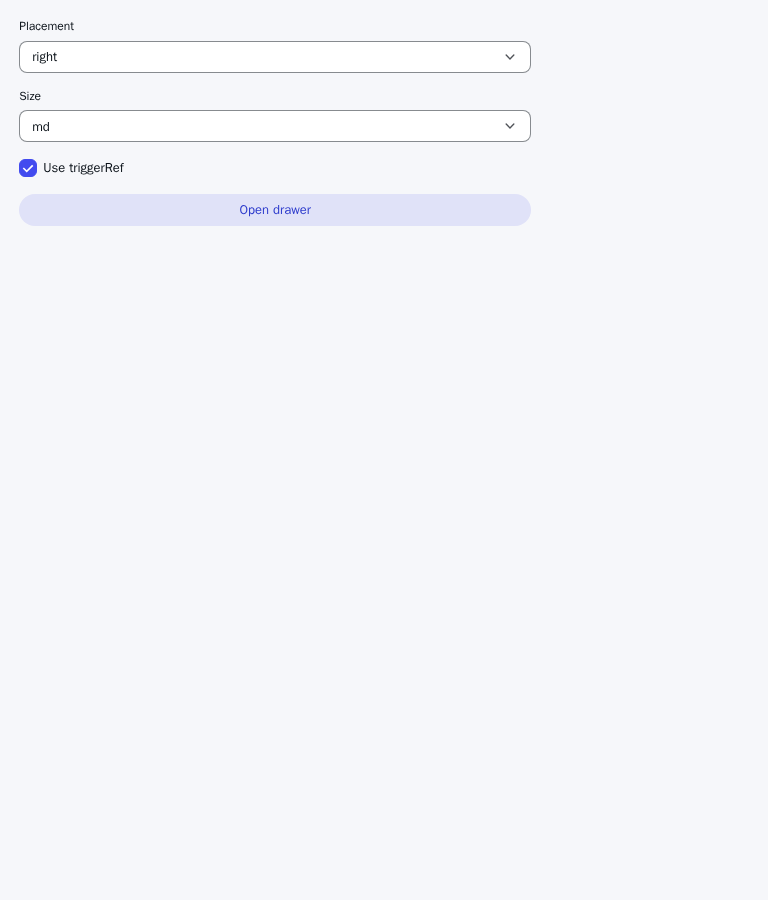 Placement
right
Size
md
Use triggerRef
Open drawer